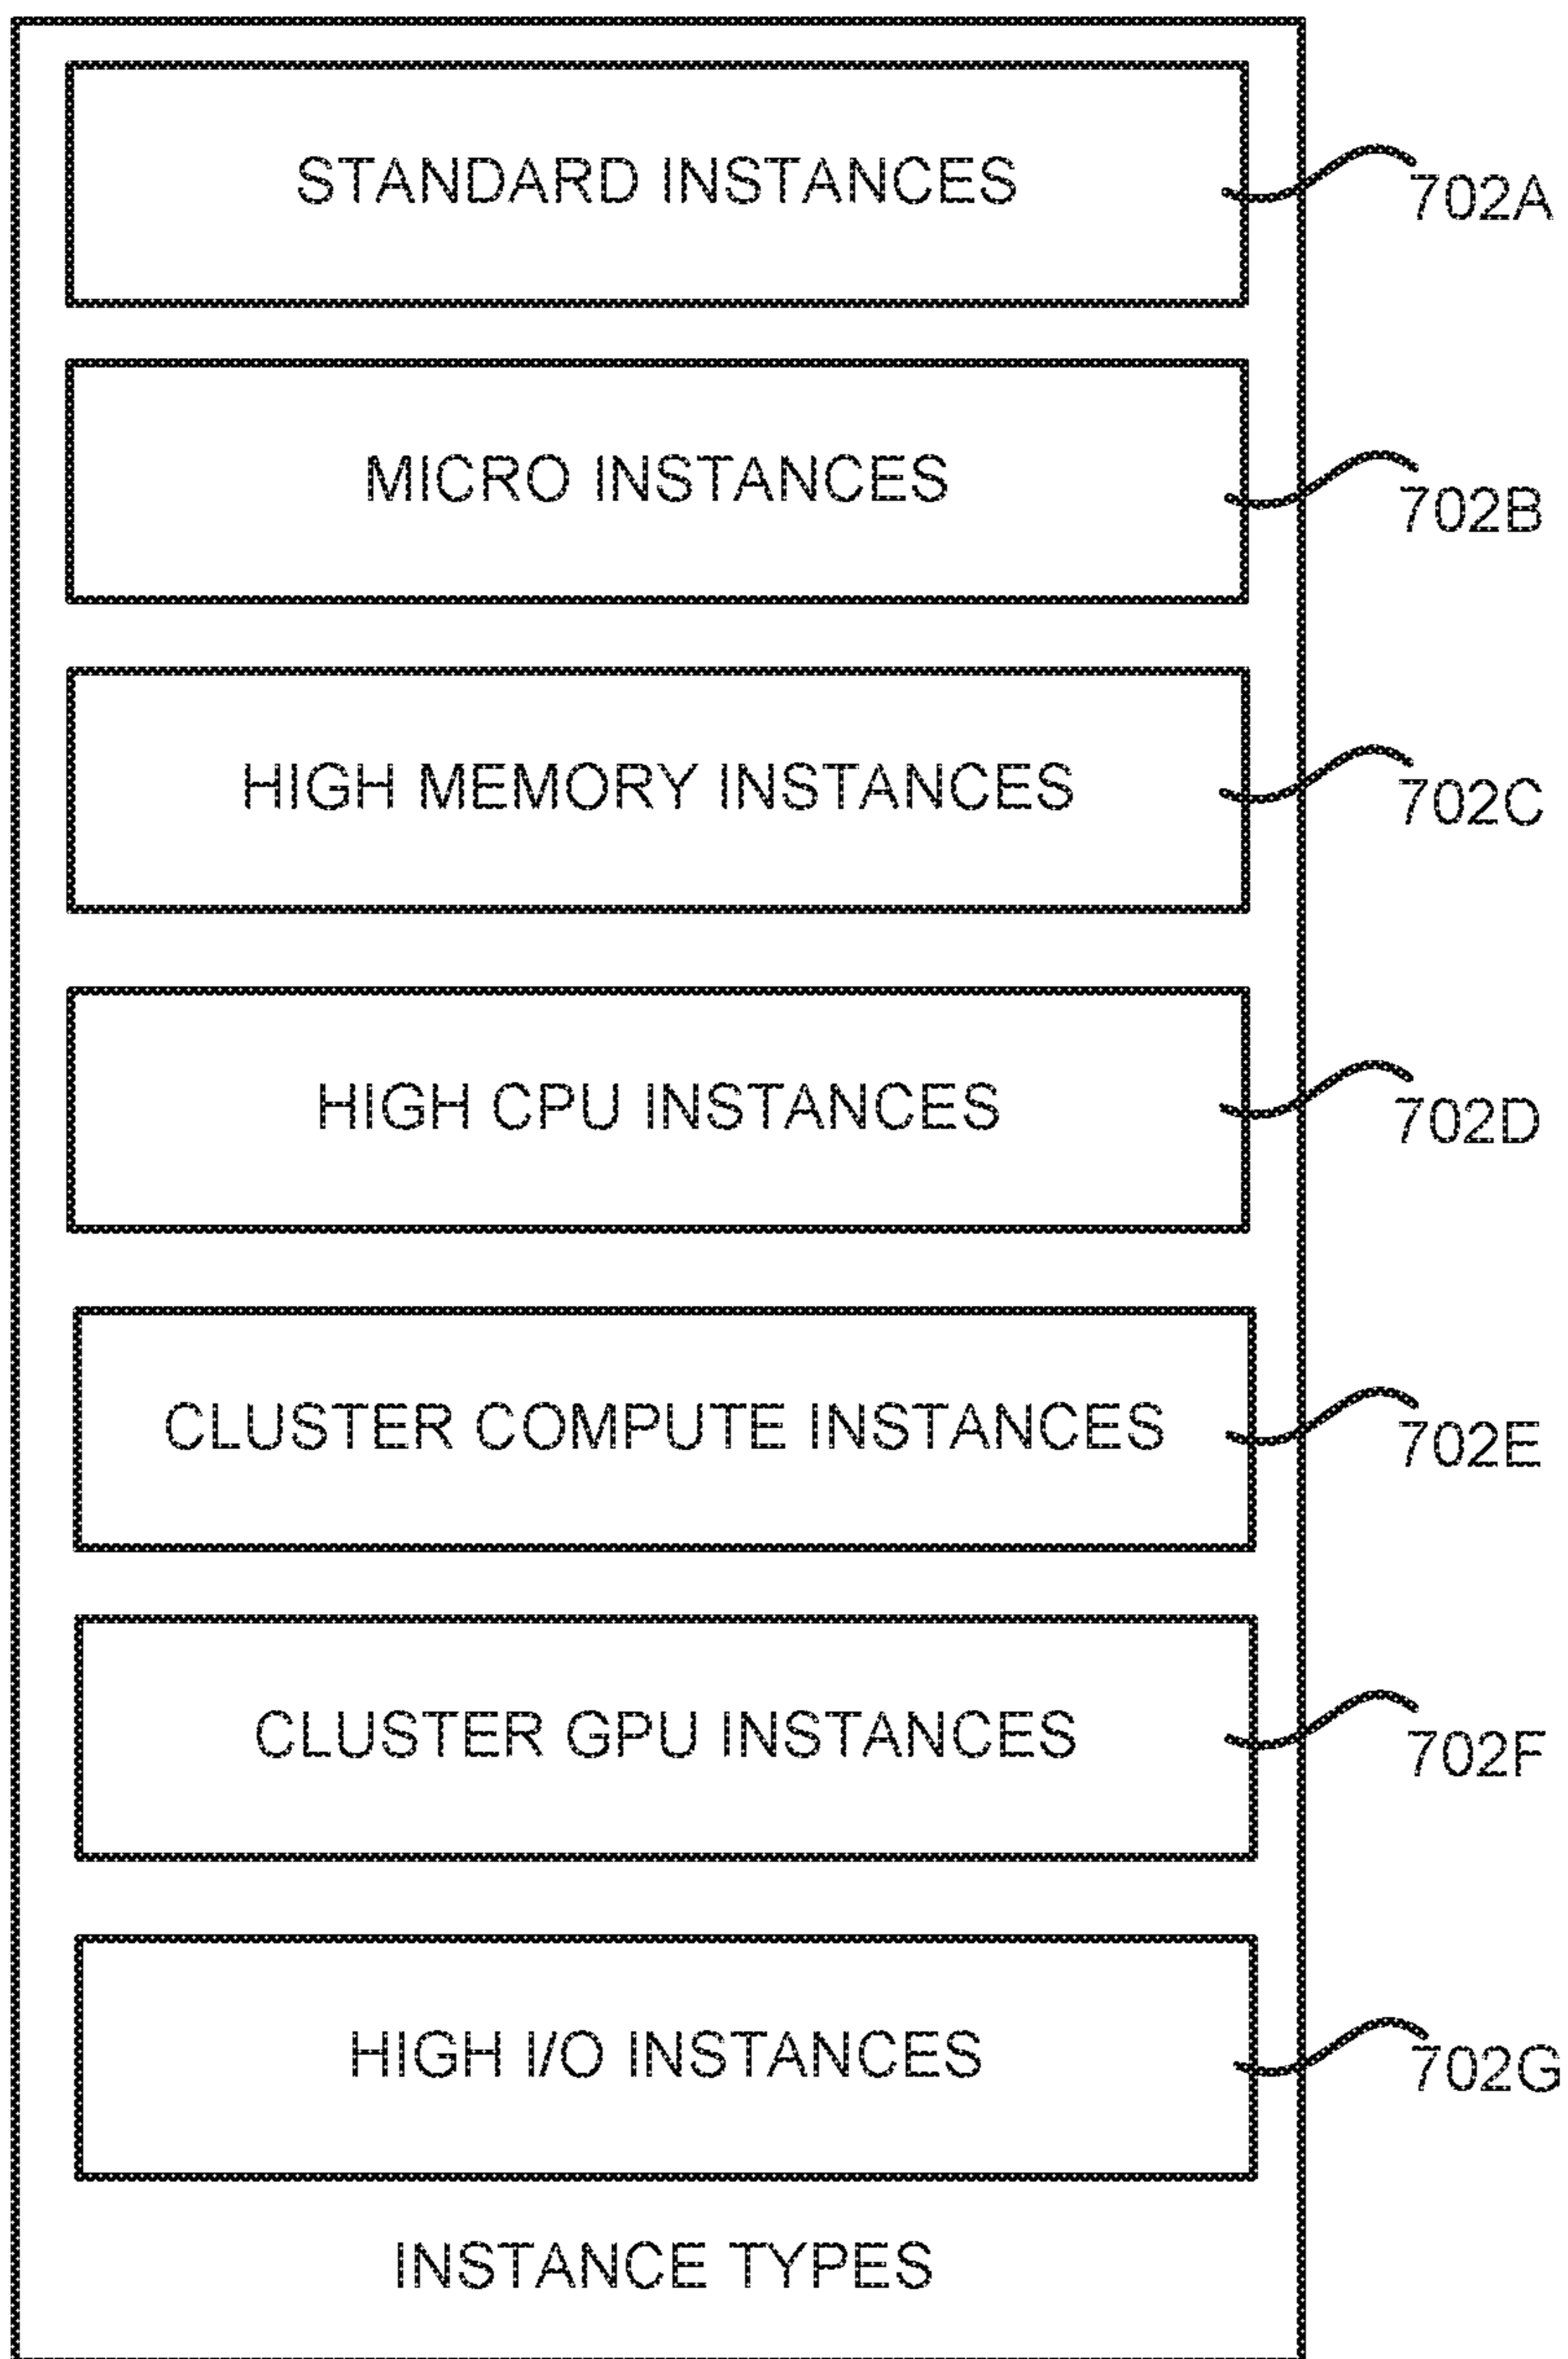 STANDARD INSTANCES
702A
MICRO INSTANCES
702B
HIGH MEMORY INSTANCES
702C
HIGH CPU INSTANCES
702D
CLUSTER COMPUTE INSTANCES
702E
CLUSTER GPU INSTANCES
702F
HIGH I/O INSTANCES
702G
INSTANCE TYPES